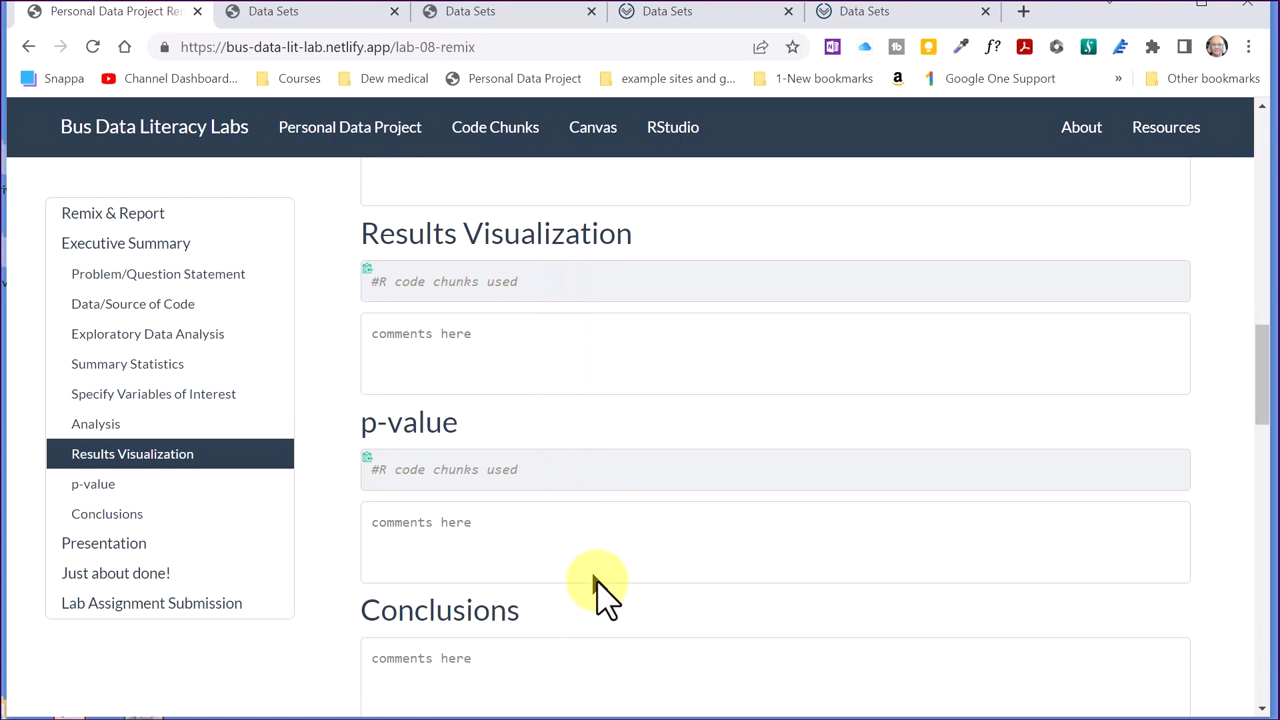 Personal Data Project Re
Data Sets
Data Sets
Data Sets
Data Sets
https://bus-data-lit-lab.netlify.app/lab-08-remix
f?
Snappa
Channel Dashboard...
Courses
Dew medical
Personal Data Project
example sites and g...
1-New bookmarks
Google One Support
»
Other bookmarks
Bus Data Literacy Labs
Personal Data Project
Code Chunks
Canvas
RStudio
About
Resources
Remix & Report
Executive Summary
Problem/Question Statement
Data/Source of Code
Exploratory Data Analysis
Summary Statistics
Specify Variables of Interest
Analysis
Results Visualization
p-value
Conclusions
Presentation
Just about done!
Lab Assignment Submission
Results Visualization
#R code chunks used
comments here
p-value
#R code chunks used
comments here
Conclusions
comments here